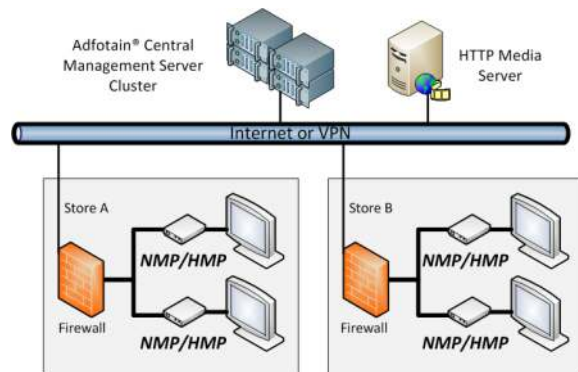 Adfotain® Central
Management Server
Cluster
HTTP Media
Server
Internet or VPN
Store A
NMP/HMP
Firewall
NMP/HMP
Store B
NMP/HMP
Firewall
NMP/HMP